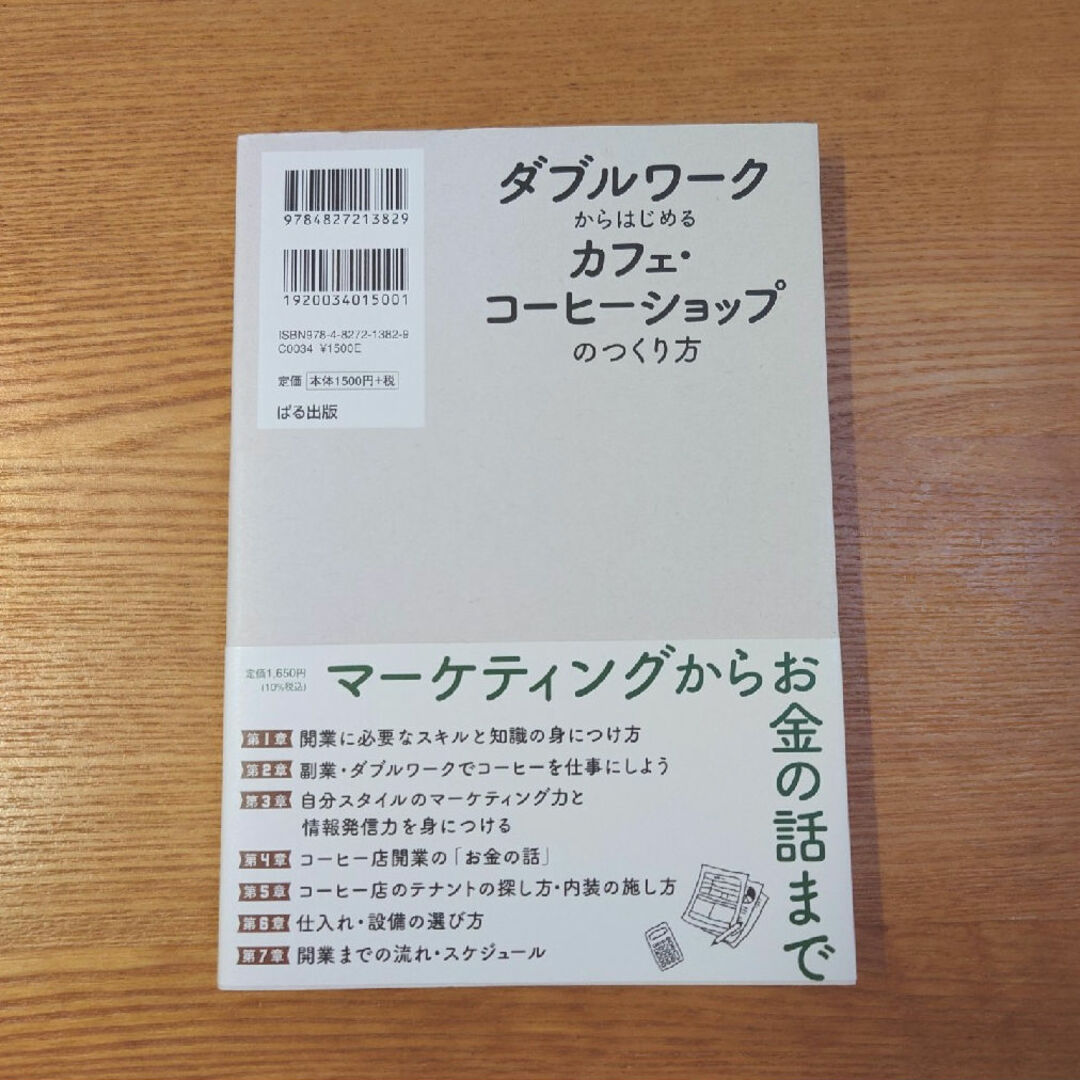 9784827213829
1920034015001
ISBN978-4-8272-1382-9
C0034 ¥1500E
定価 本体1500円+税
ぱる出版
ダブルワーク
からはじめる
カフェ・
コーヒーショップ
のつくり方
定価1,650円
(10%税込)
マーケティングからお金の話まで
第1章 開業に必要なスキルと知識の身につけ方
第2章 副業・ダブルワークでコーヒーを仕事にしよう
第3章 自分スタイルのマーケティング力と
情報発信力を身につける
第4章 コーヒー店開業の「お金の話」
第5章 コーヒー店のテナントの探し方・内装の施し方
第6章 仕入れ・設備の選び方
第7章 開業までの流れ・スケジュール